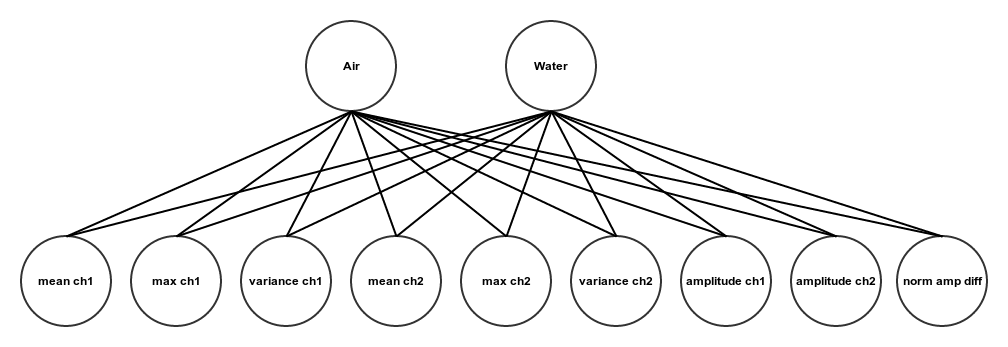 Air
Water
mean ch1
max ch1
variance ch1
mean ch2
max ch2
variance ch2
amplitude ch1
amplitude ch2
norm amp diff